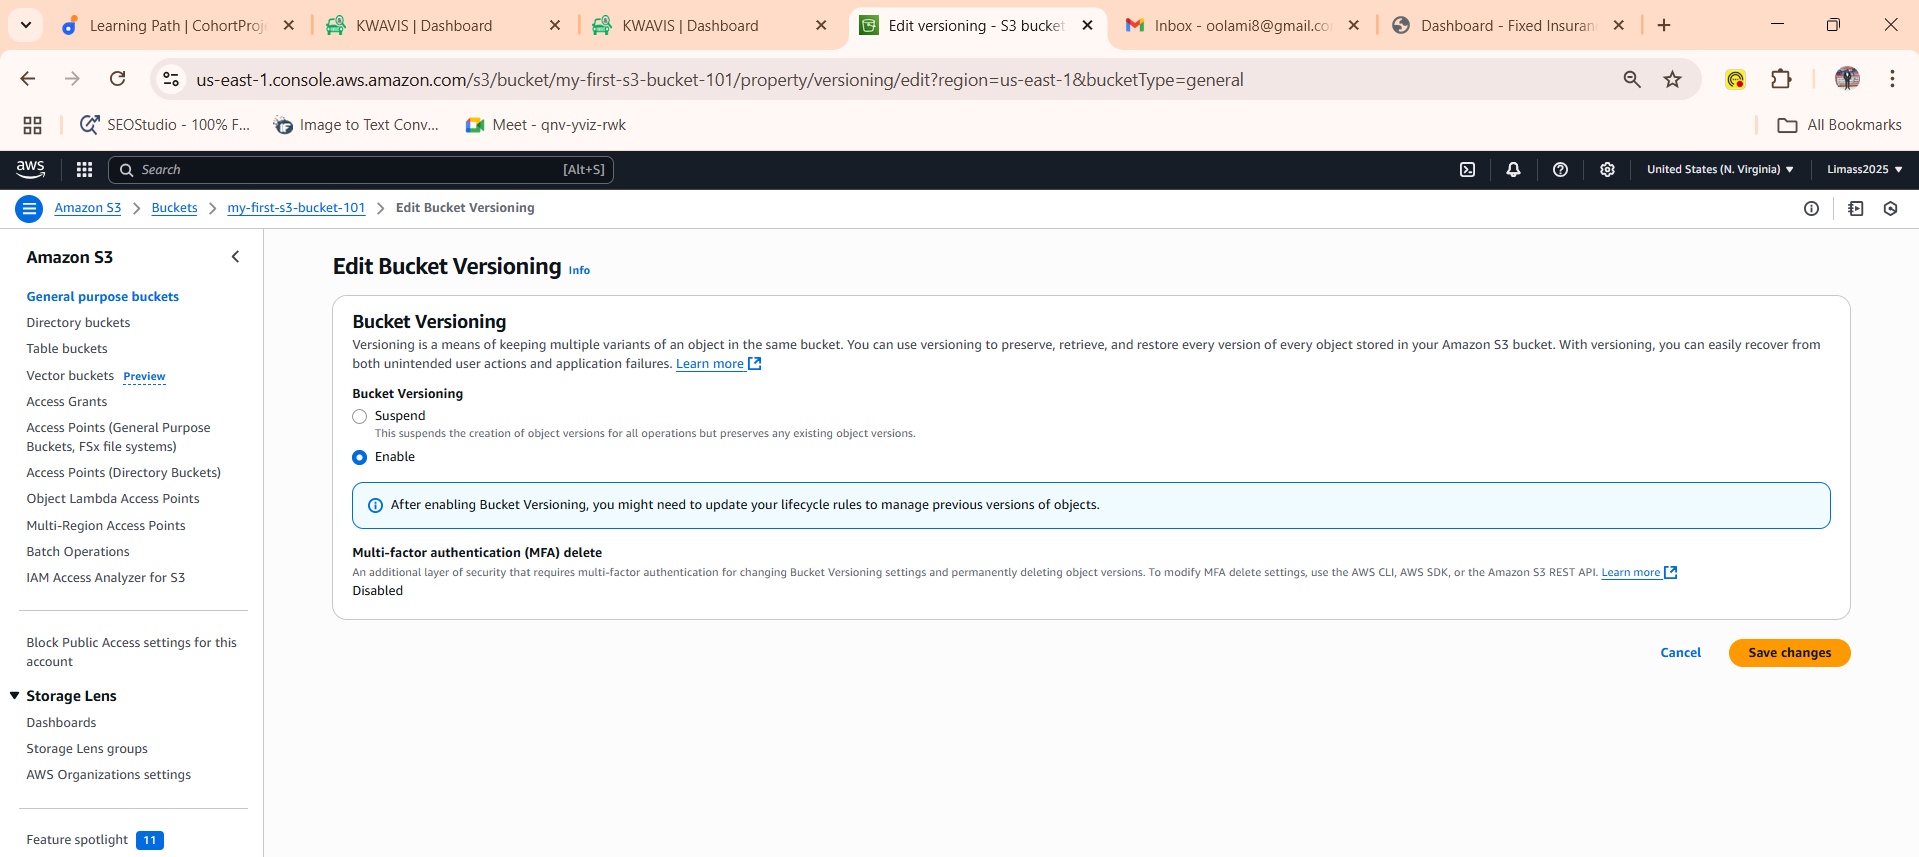 Learning Path | CohortProj
KWAVIS | Dashboard
KWAVIS | Dashboard
Edit versioning - S3 bucket
Inbox - oolami8@gmail.co
Dashboard - Fixed Insuran
us-east-1.console.aws.amazon.com/s3/bucket/my-first-s3-bucket-101/property/versioning/edit?region=us-east-1&bucketType=general
SEOStudio - 100% F...
Image to Text Conv...
Meet - qnv-yviz-rwk
All Bookmarks
aws
Search
[Alt+S]
United States (N. Virginia)
Limass2025
Amazon S3 > Buckets > my-first-s3-bucket-101 > Edit Bucket Versioning
Amazon S3
General purpose buckets
Directory buckets
Table buckets
Vector buckets Preview
Access Grants
Access Points (General Purpose
Buckets, FSx file systems)
Access Points (Directory Buckets)
Object Lambda Access Points
Multi-Region Access Points
Batch Operations
IAM Access Analyzer for S3
Block Public Access settings for this
account
Storage Lens
Dashboards
Storage Lens groups
AWS Organizations settings
Feature spotlight 11
Edit Bucket Versioning Info
Bucket Versioning
Versioning is a means of keeping multiple variants of an object in the same bucket. You can use versioning to preserve, retrieve, and restore every version of every object stored in your Amazon S3 bucket. With versioning, you can easily recover from
both unintended user actions and application failures. Learn more
Bucket Versioning
Suspend
This suspends the creation of object versions for all operations but preserves any existing object versions.
Enable
After enabling Bucket Versioning, you might need to update your lifecycle rules to manage previous versions of objects.
Multi-factor authentication (MFA) delete
An additional layer of security that requires multi-factor authentication for changing Bucket Versioning settings and permanently deleting object versions. To modify MFA delete settings, use the AWS CLI, AWS SDK, or the Amazon S3 REST API. Learn more
Disabled
Cancel
Save changes